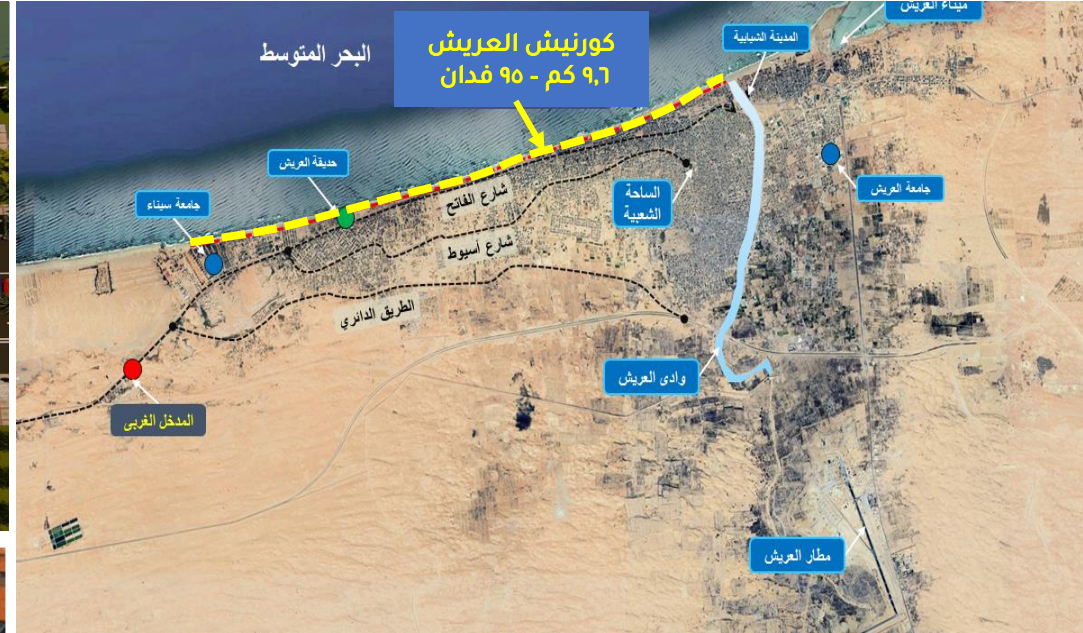 ميناء العريش
المدينة الشبابية
البحر المتوسط
كورنيش العريش
٩,٦ كم - ٩٥ فدان
حديقة العريش
جامعة سيناء
شارع الفاتح
الساحة
الشعبية
جامعة العريش
شارع أسيوط
الطريق الدائري
وادى العريش
المدخل الغربى
مطار العريش